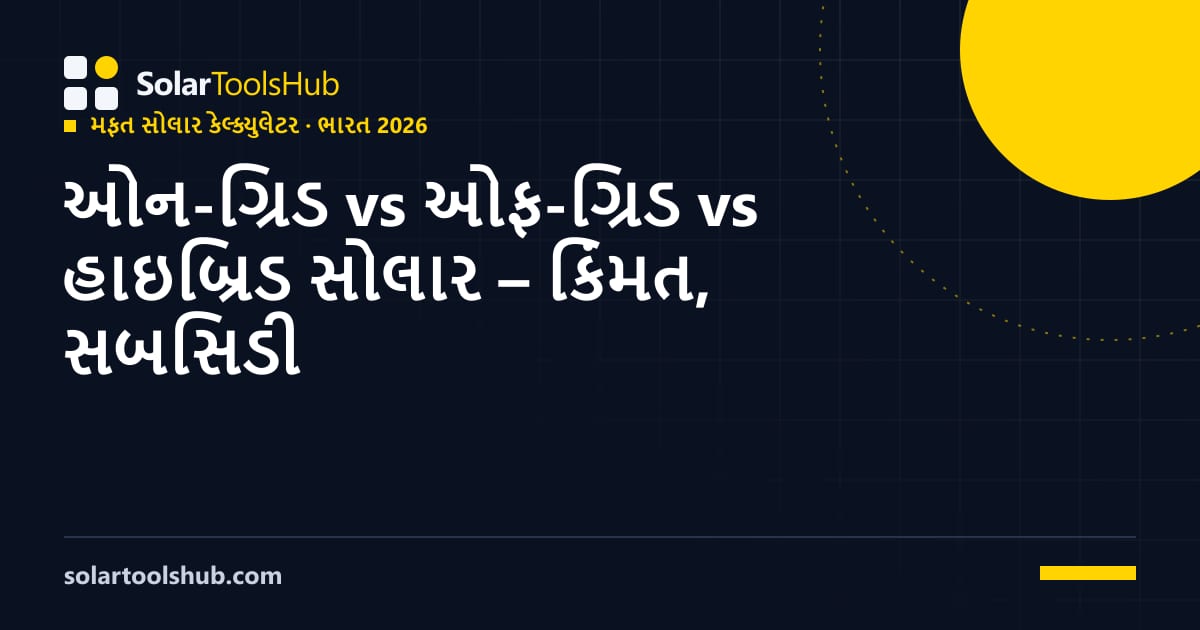 SolarToolsHub
મફત સોલાર કેલ્ક્યુલેટર · ભારત 2026
ઓન-ગ્રિડ vs ઓફ-ગ્રિડ vs
હાઇબ્રિડ સોલાર – કિંમત,
સબસિડી
solartoolshub.com